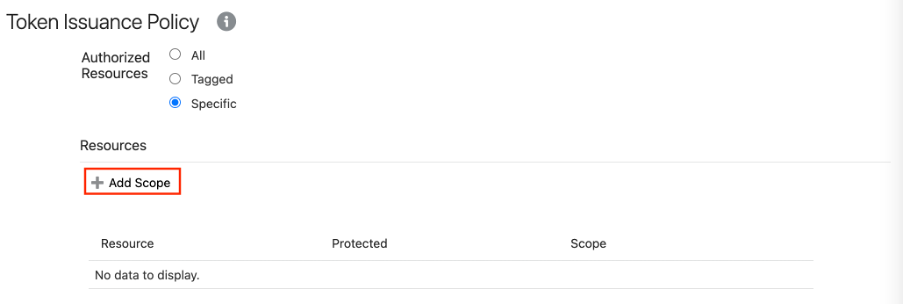 Token Issuance Policy
Authorized
Resources
All
Tagged
Specific
Resources
Add Scope
Resource Protected Scope
No data to display.